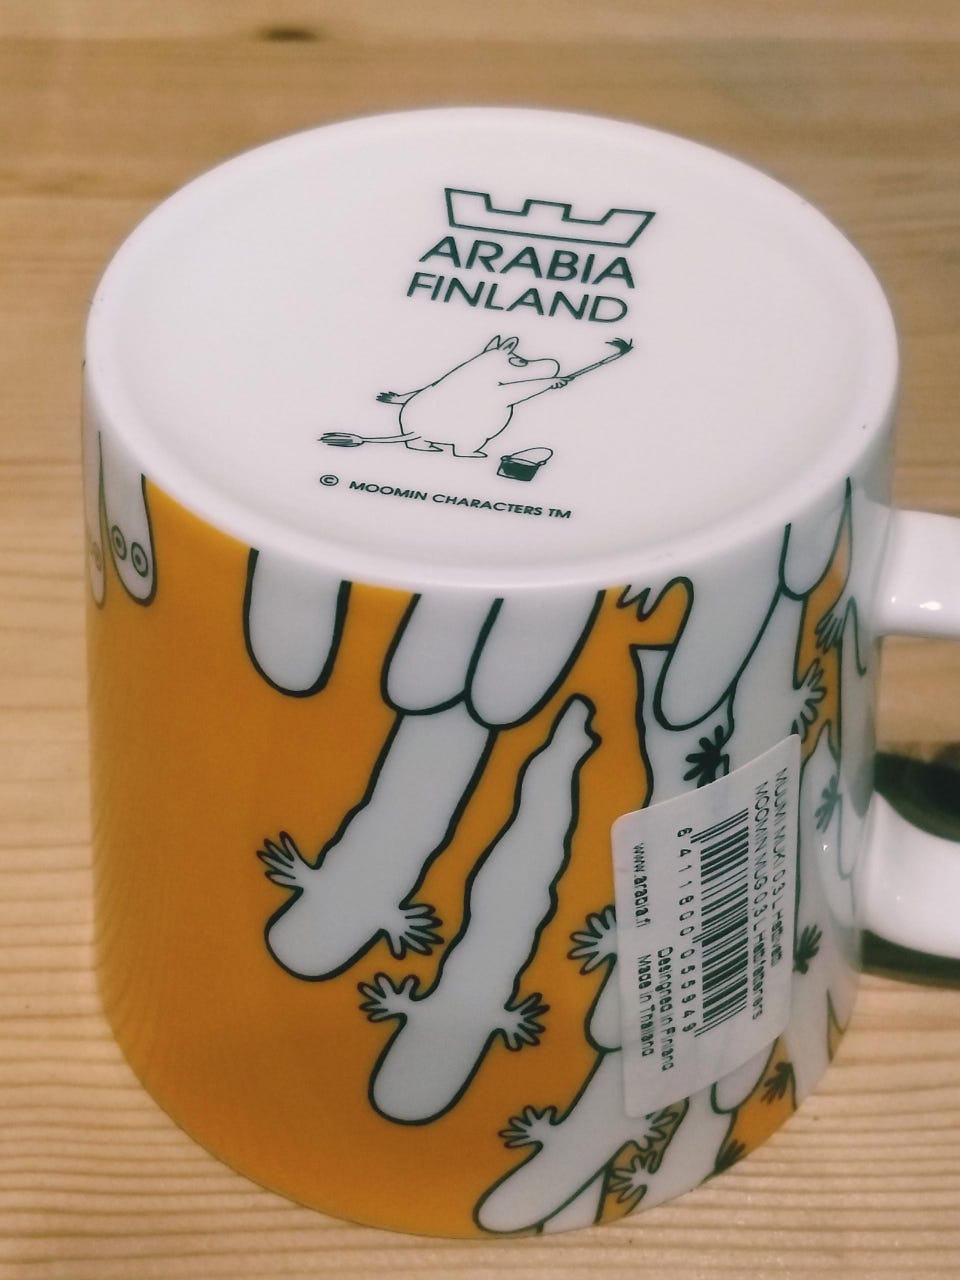 ARABIA
FINLAND
© MOOMIN CHARACTERS TM
MUUMI MUKI 0.3 L Hattivatti
MOOMIN MUG 0.3 L Hattifatteners
6 411800 055949
www.arabia.fi
Designed in Finland
Made in Thailand